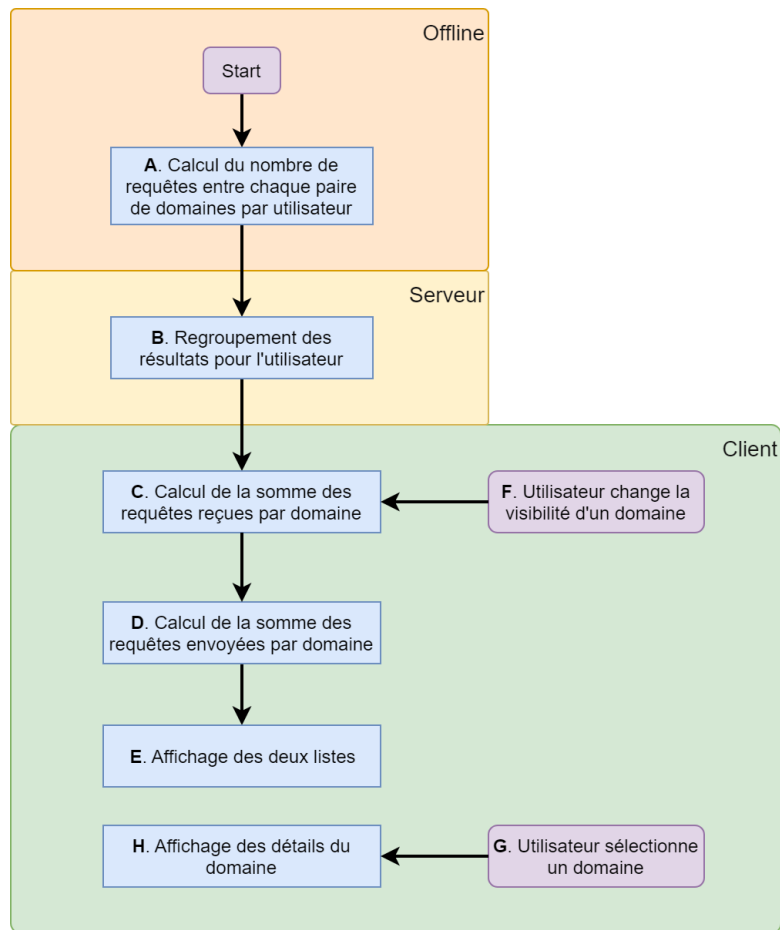 Offline
Start
A. Calcul du nombre de
requêtes entre chaque paire
de domaines par utilisateur
Serveur
B. Regroupement des
résultats pour l'utilisateur
Client
C. Calcul de la somme des
requêtes reçues par domaine
F. Utilisateur change la
visibilité d'un domaine
D. Calcul de la somme des
requêtes envoyées par domaine
E. Affichage des deux listes
H. Affichage des détails du
domaine
G. Utilisateur sélectionne
un domaine